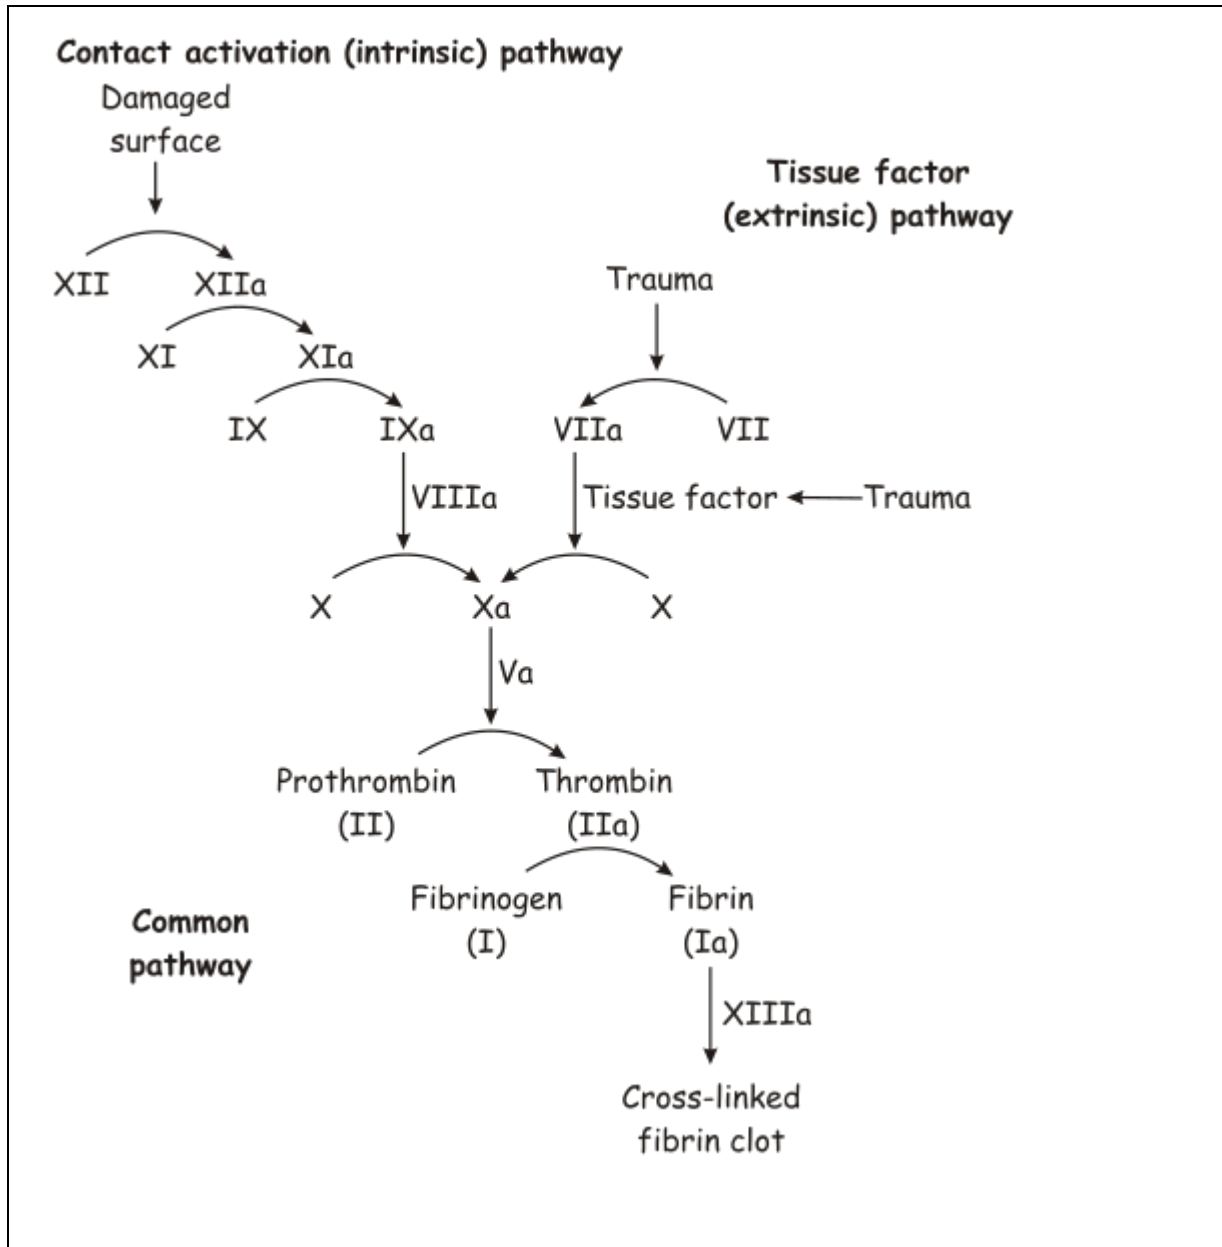 Contact activation (intrinsic) pathway
Damaged
surface
Tissue factor
(extrinsic) pathway
XII XIIa
Trauma
XI XIa
IX IXa VIIa VII
VIIIa Tissue factor Trauma
X Xa X
Va
Prothrombin Thrombin
(II) (IIa)
Fibrinogen Fibrin
(I) (Ia)
Common
pathway
XIIIa
Cross-linked
fibrin clot